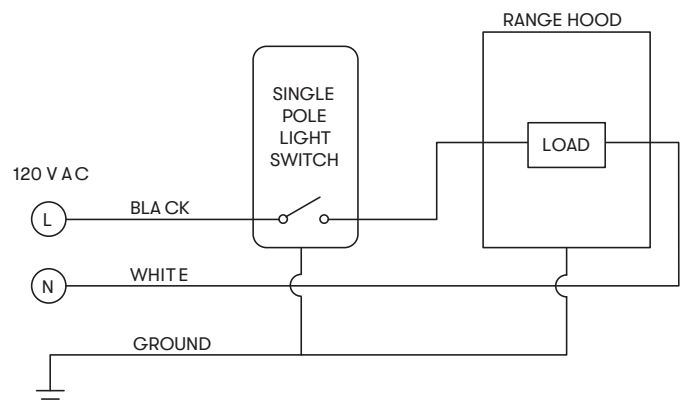 RANGE HOOD
SINGLE
POLE
LIGHT
SWITCH
LOAD
120 V AC
L
BLACK
N
WHITE
GROUND